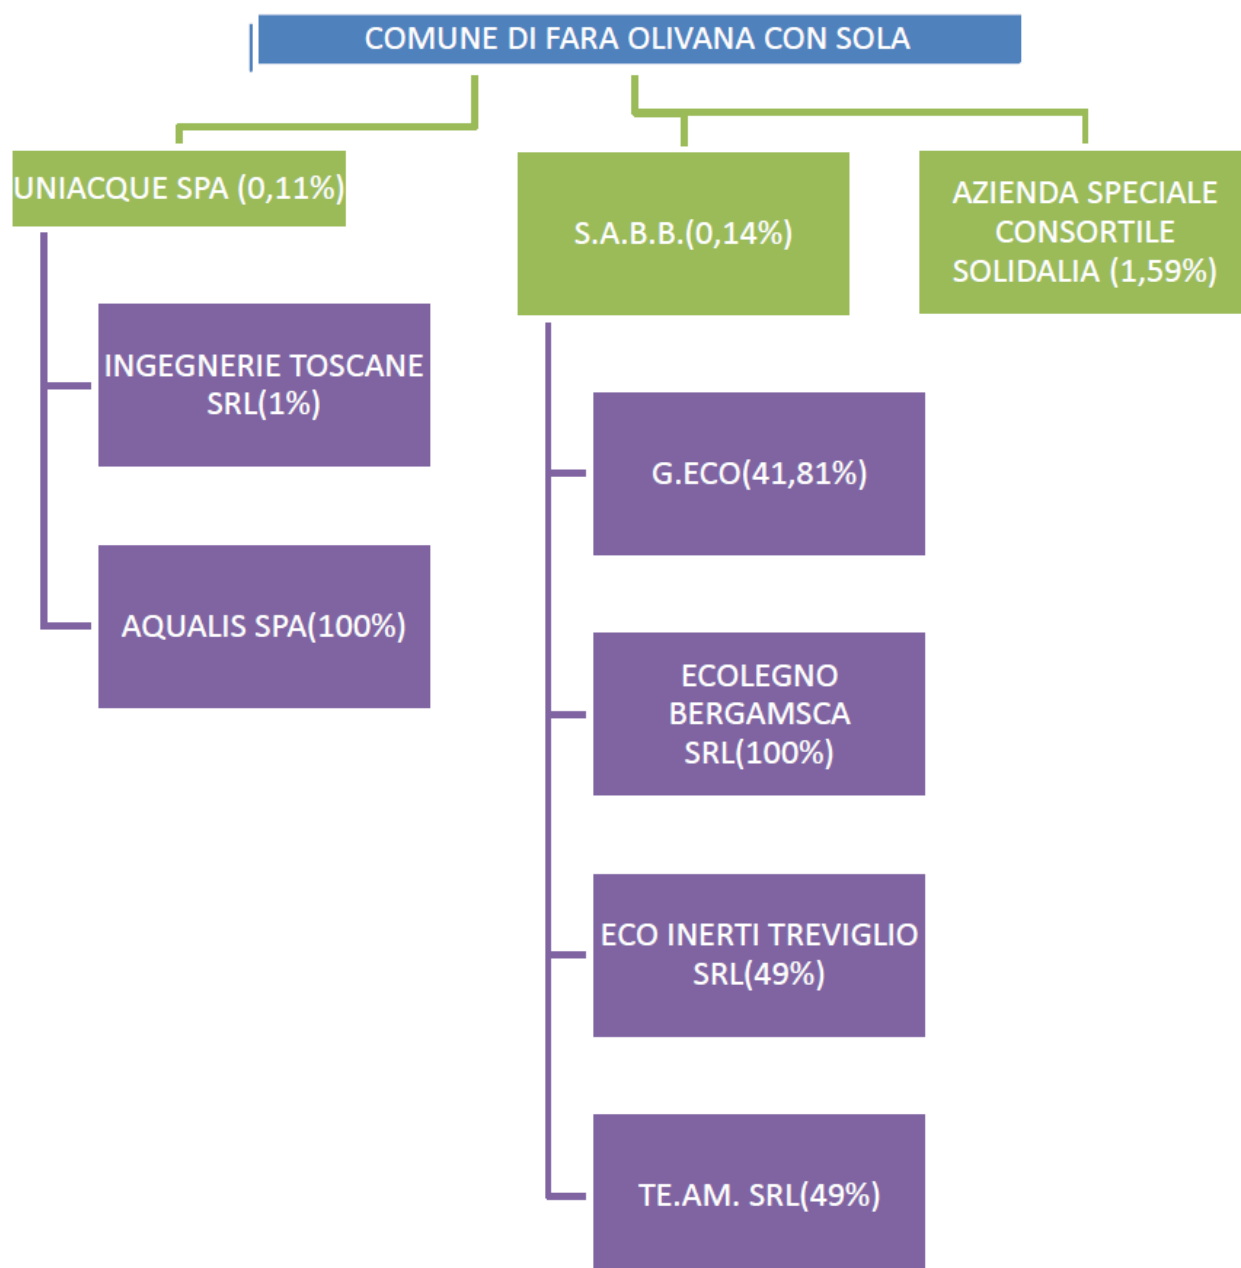 COMUNE DI FARA OLIVANA CON SOLA
UNIACQUE SPA (0,11%)
INGEGNERIE TOSCANE
SRL(1%)
AQUALIS SPA(100%)
S.A.B.B.(0,14%)
G.ECO(41,81%)
ECOLEGNO
BERGAMSCA
SRL(100%)
ECO INERTI TREVIGLIO
SRL(49%)
TE.AM. SRL(49%)
AZIENDA SPECIALE
CONSORTILE
SOLIDALIA (1,59%)